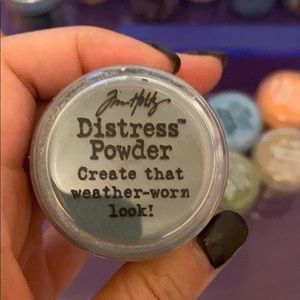 Tim Holtz
Distress™
Powder
Create that
weather-worn
look!